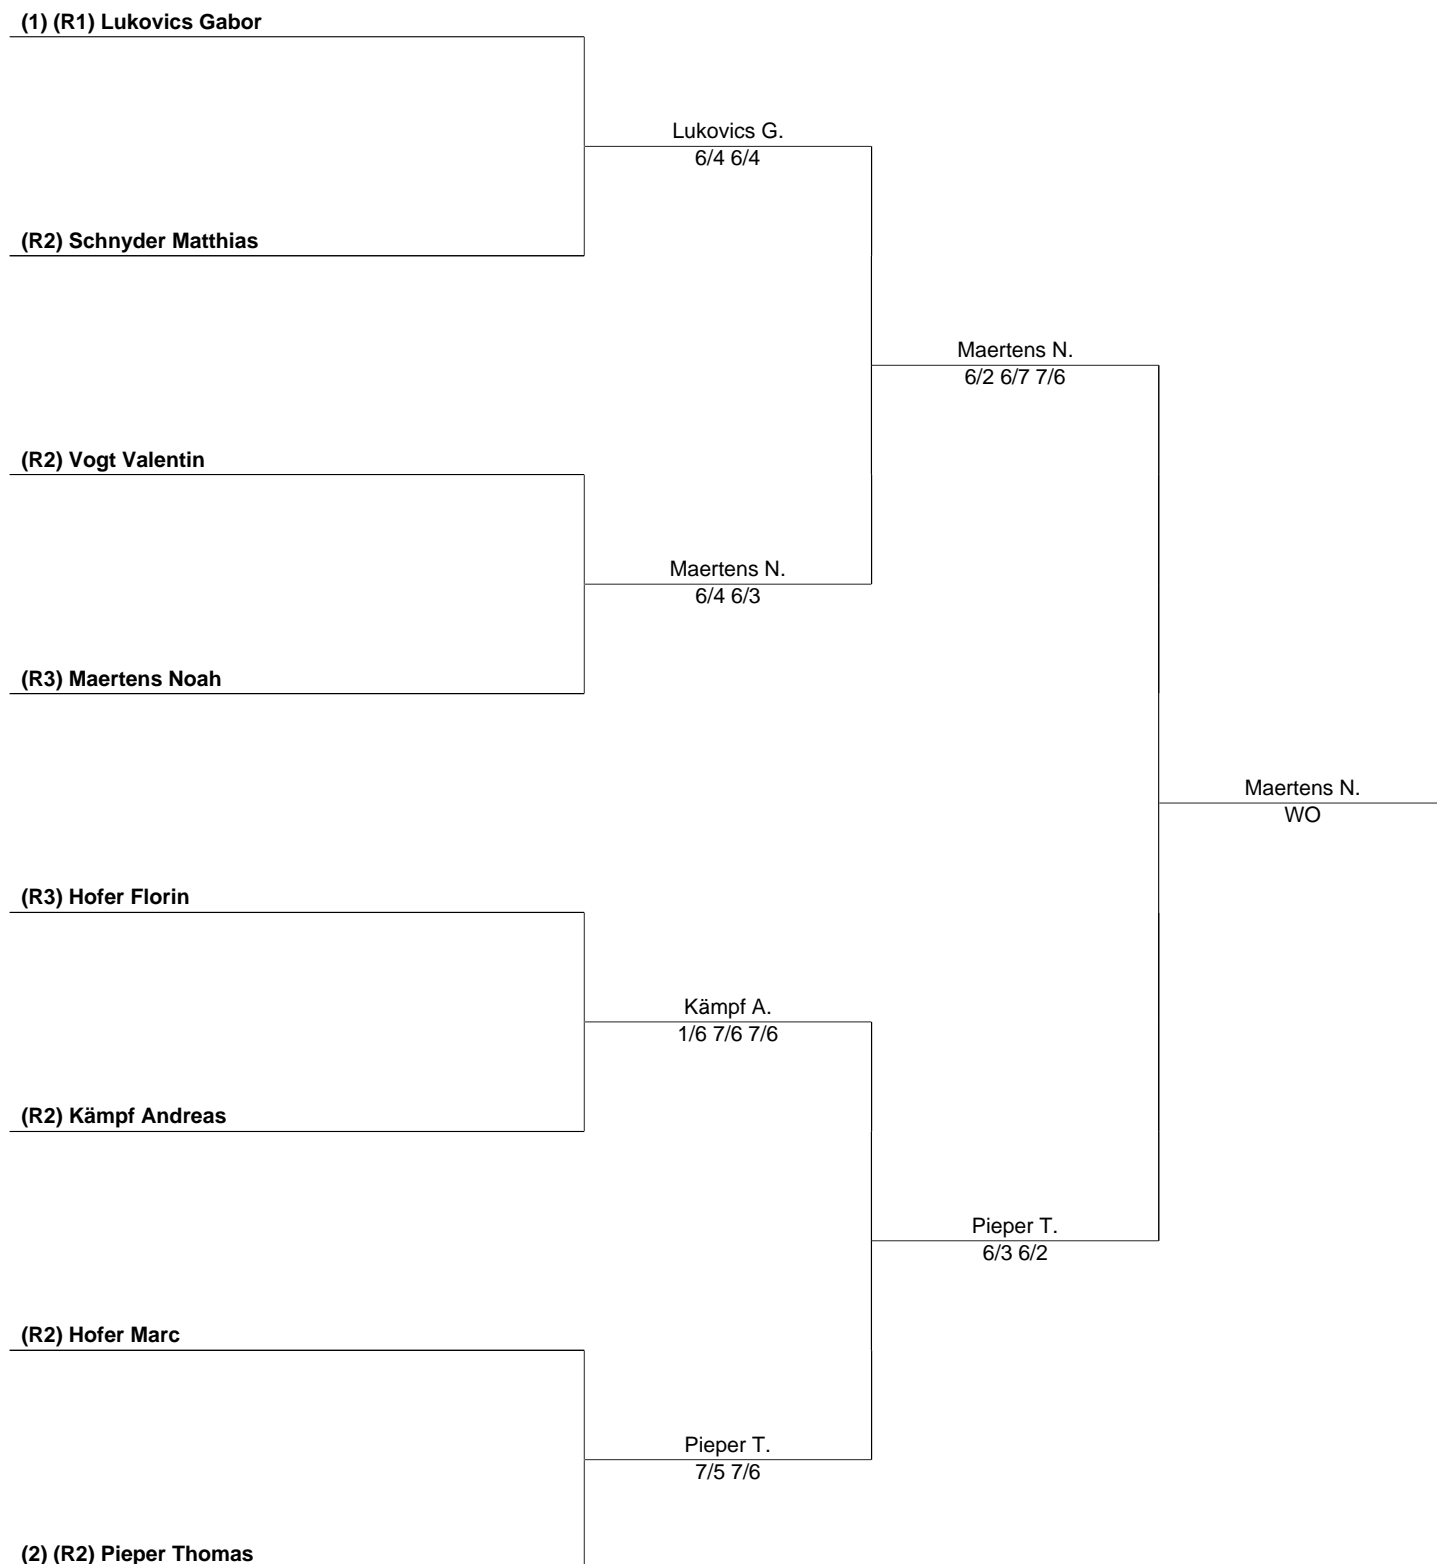 (1) (R1) Lukovics Gabor
Lukovics G.
6/4 6/4
(R2) Schnyder Matthias
Maertens N.
6/2 6/7 7/6
(R2) Vogt Valentin
Maertens N.
6/4 6/3
(R3) Maertens Noah
Maertens N.
WO
(R3) Hofer Florin
Kämpf A.
1/6 7/6 7/6
(R2) Kämpf Andreas
Pieper T.
6/3 6/2
(R2) Hofer Marc
Pieper T.
7/5 7/6
(2) (R2) Pieper Thomas